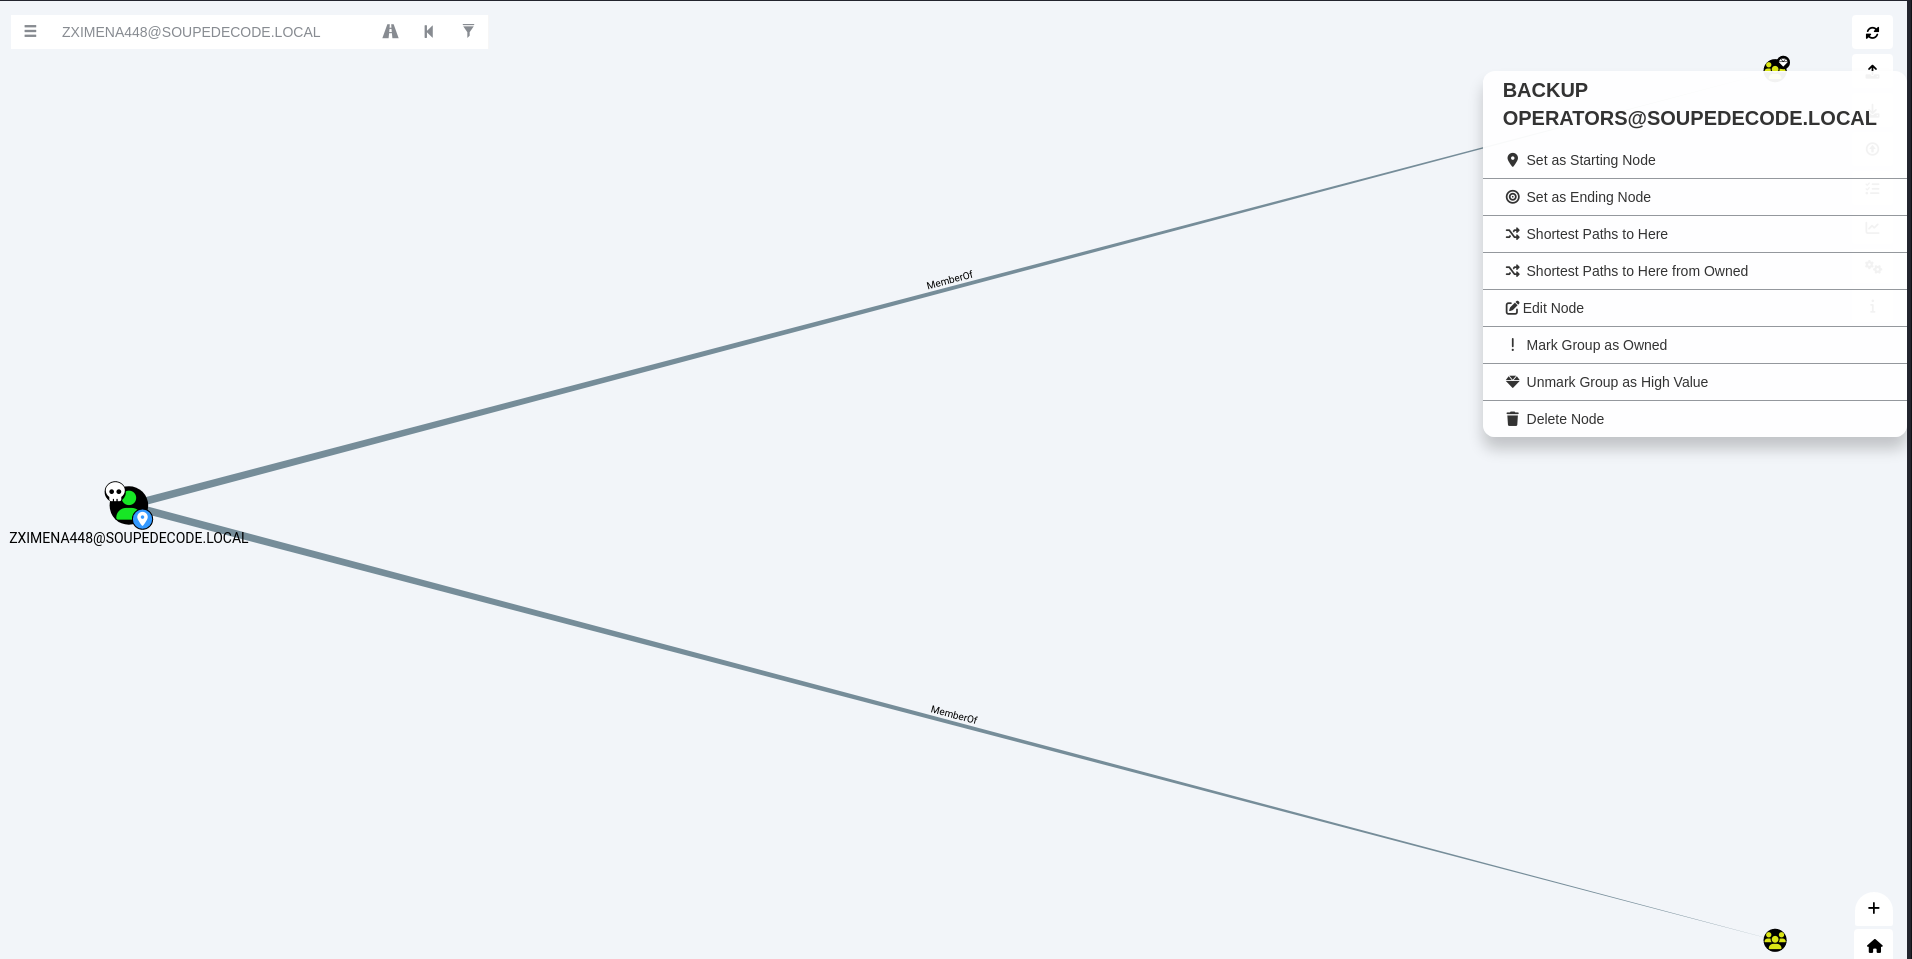 ZXIMENA448@SOUPEDECODE.LOCAL
BACKUP
OPERATORS@SOUPEDECODE.LOCAL
Set as Starting Node
Set as Ending Node
Shortest Paths to Here
Shortest Paths to Here from Owned
Edit Node
Mark Group as Owned
Unmark Group as High Value
Delete Node
MemberOf
ZXIMENA448@SOUPEDECODE.LOCAL
MemberOf